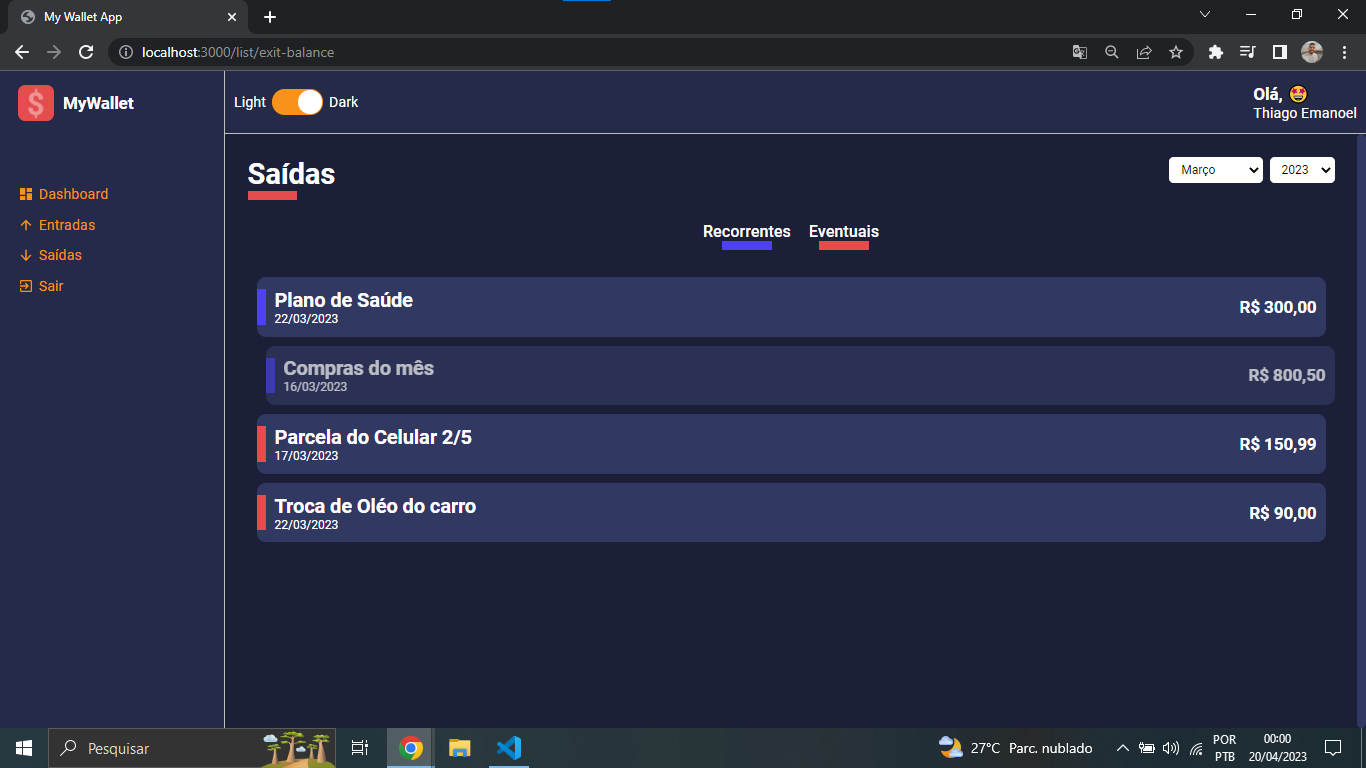 My Wallet App
localhost:3000/list/exit-balance
MyWallet
Light Dark
Olá, 🤩
Thiago Emanoel
Dashboard
Entradas
Saídas
Sair
Saídas
Março 2023
Recorrentes Eventuais
Plano de Saúde
22/03/2023
R$ 300,00
Compras do mês
16/03/2023
R$ 800,50
Parcela do Celular 2/5
17/03/2023
R$ 150,99
Troca de Oléo do carro
22/03/2023
R$ 90,00
Pesquisar
27°C Parc. nublado
POR
PTB
00:00
20/04/2023